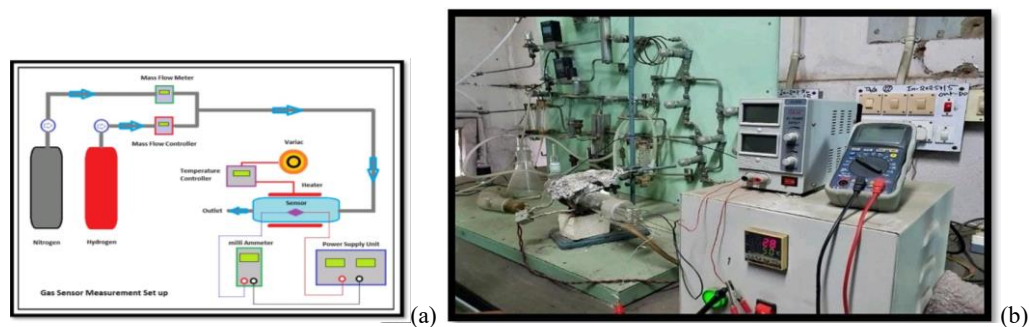 Mass Flow Meter
Mass Flow Controller
Variac
Temperature
Controller
Heater
Sensor
Outlet
Nitrogen
Hydrogen
milli Ammeter
Power Supply Unit
Gas Sensor Measurement Set up
(a)
28
(b)